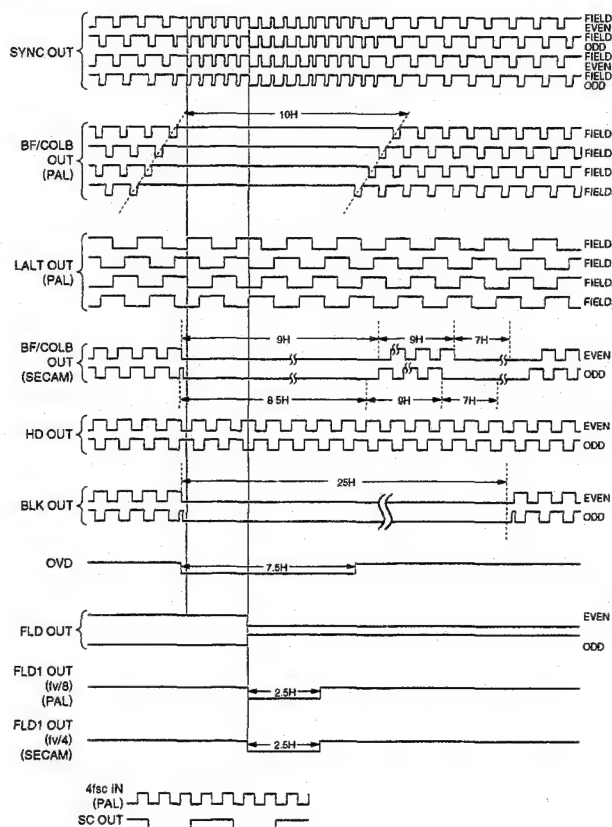 SYNC OUT
FIELD
EVEN
FIELD
ODD
FIELD
EVEN
FIELD
ODD
10H
BF/COLB
OUT
(PAL)
FIELD
FIELD
FIELD
FIELD
LALT OUT
(PAL)
FIELD
FIELD
FIELD
FIELD
9H
9H
7H
BF/COLB
OUT
(SECAM)
EVEN
ODD
8.5H
9H
7H
HD OUT
EVEN
ODD
25H
BLK OUT
EVEN
ODD
OVD
7.5H
FLD OUT
EVEN
ODD
FLD1 OUT
(fv/8)
(PAL)
2.5H
FLD1 OUT
(fv/4)
(SECAM)
2.5H
4fsc IN
(PAL)
SC OUT